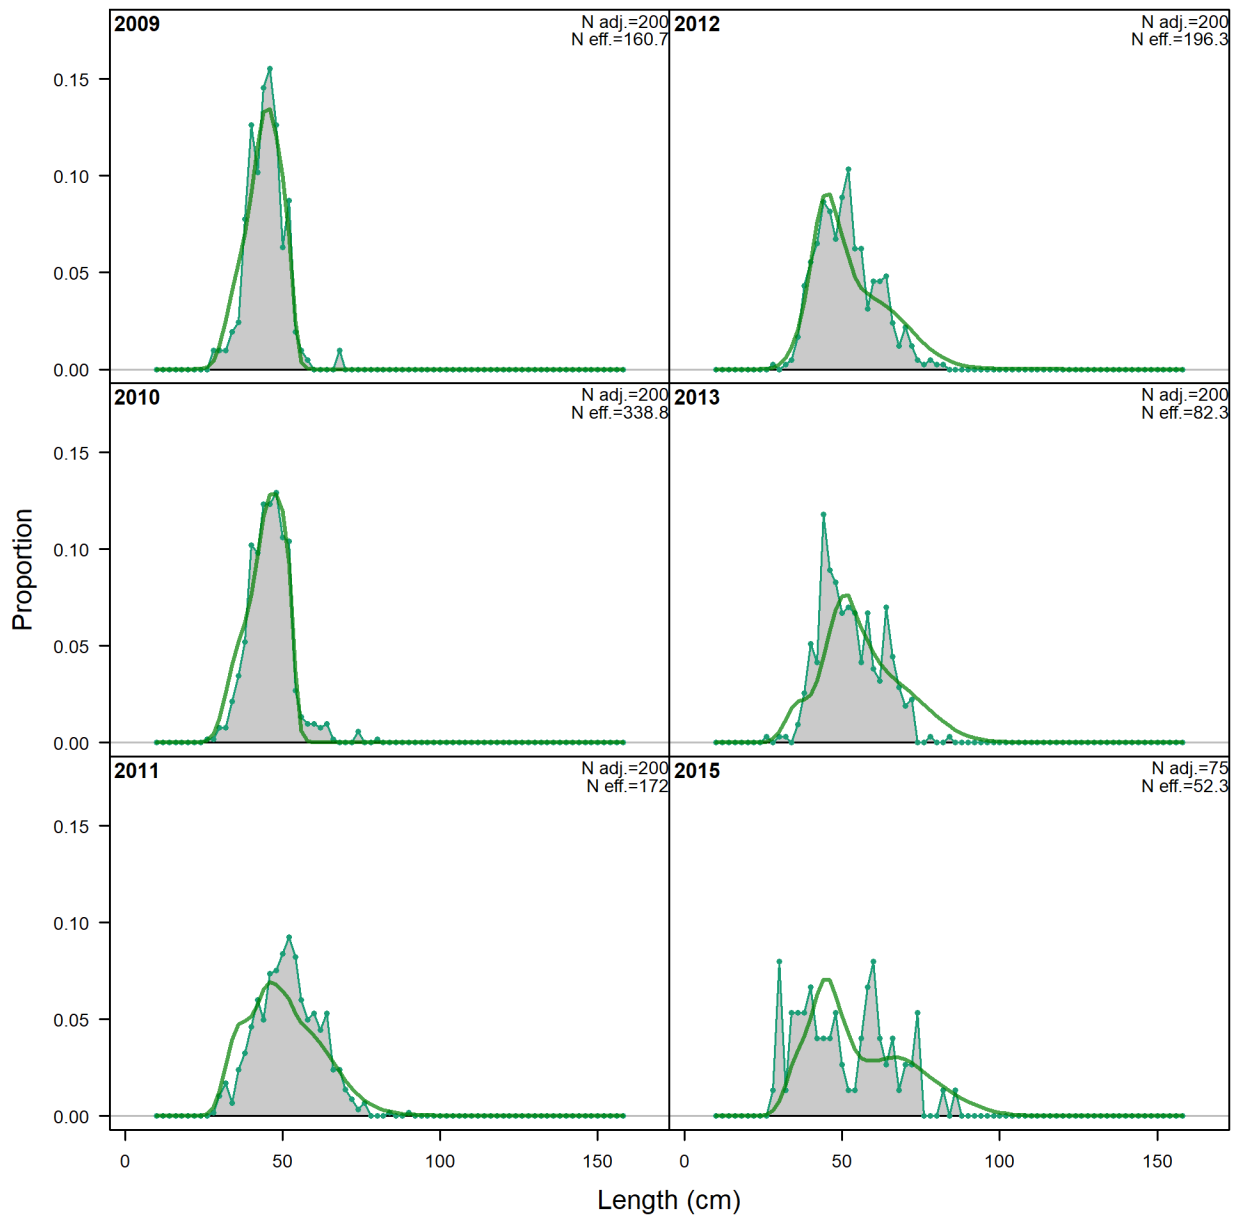 2009
N adj.=200
N eff.=160.7
2012
N adj.=200
N eff.=196.3
0.15
0.10
0.05
0.00
2010
N adj.=200
N eff.=338.8
2013
N adj.=200
N eff.=82.3
0.15
0.10
0.05
0.00
2011
N adj.=200
N eff.=172
2015
N adj.=75
N eff.=52.3
0.15
0.10
0.05
0.00
Proportion
0
50
100
150
0
50
100
150
Length (cm)